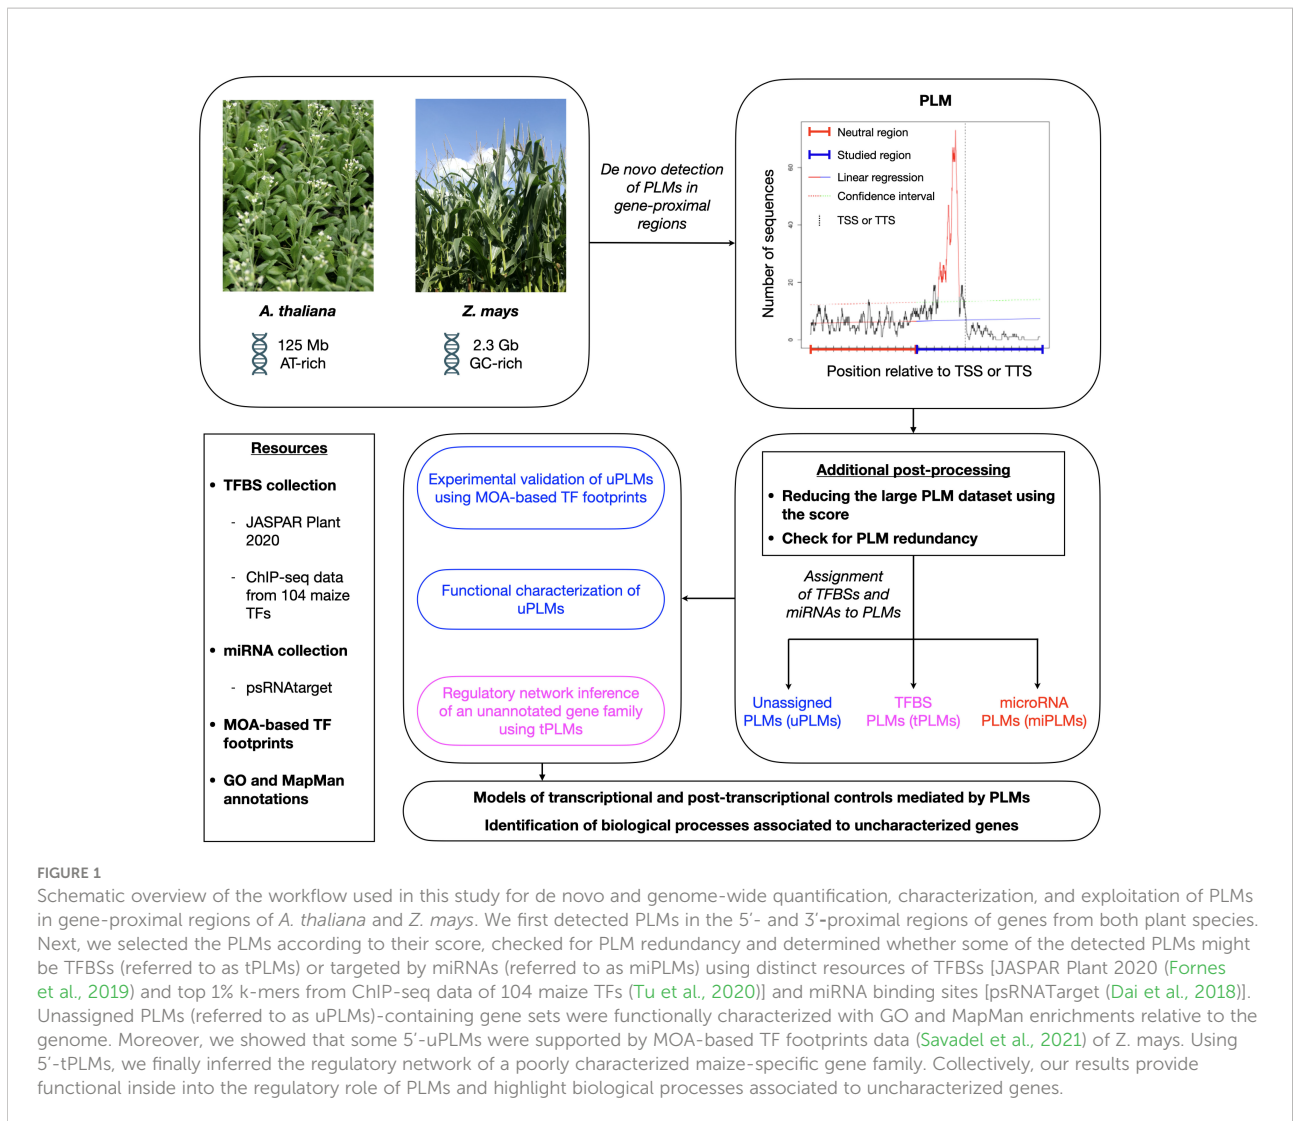 A. thaliana
125 Mb
AT-rich
Z. mays
2.3 Gb
GC-rich
De novo detection
of PLMs in
gene-proximal
regions
PLM
Neutral region
Studied region
Linear regression
Confidence interval
TSS or TTS
Number of sequences
60
40
20
0
Position relative to TSS or TTS
Additional post-processing
• Reducing the large PLM dataset using
the score
• Check for PLM redundancy
Assignment
of TFBSs and
miRNAs to PLMs
Unassigned
PLMs (uPLMs)
TFBS
PLMs (tPLMs)
microRNA
PLMs (miPLMs)
Experimental validation of uPLMs
using MOA-based TF footprints
Functional characterization of
uPLMs
Regulatory network inference
of an unannotated gene family
using tPLMs
Resources
• TFBS collection
- JASPAR Plant
2020
- ChIP-seq data
from 104 maize
TFs
• miRNA collection
- psRNAtarget
• MOA-based TF
footprints
• GO and MapMan
annotations
Models of transcriptional and post-transcriptional controls mediated by PLMs
Identification of biological processes associated to uncharacterized genes
FIGURE 1
Schematic overview of the workflow used in this study for de novo and genome-wide quantification, characterization, and exploitation of PLMs
in gene-proximal regions of A. thaliana and Z. mays. We first detected PLMs in the 5′- and 3′-proximal regions of genes from both plant species.
Next, we selected the PLMs according to their score, checked for PLM redundancy and determined whether some of the detected PLMs might
be TFBSs (referred to as tPLMs) or targeted by miRNAs (referred to as miPLMs) using distinct resources of TFBSs [JASPAR Plant 2020 (Fornes
et al., 2019) and top 1% k-mers from ChIP-seq data of 104 maize TFs (Tu et al., 2020)] and miRNA binding sites [psRNATarget (Dai et al., 2018)].
Unassigned PLMs (referred to as uPLMs)-containing gene sets were functionally characterized with GO and MapMan enrichments relative to the
genome. Moreover, we showed that some 5′-uPLMs were supported by MOA-based TF footprints data (Savadel et al., 2021) of Z. mays. Using
5′-tPLMs, we finally inferred the regulatory network of a poorly characterized maize-specific gene family. Collectively, our results provide
functional inside into the regulatory role of PLMs and highlight biological processes associated to uncharacterized genes.